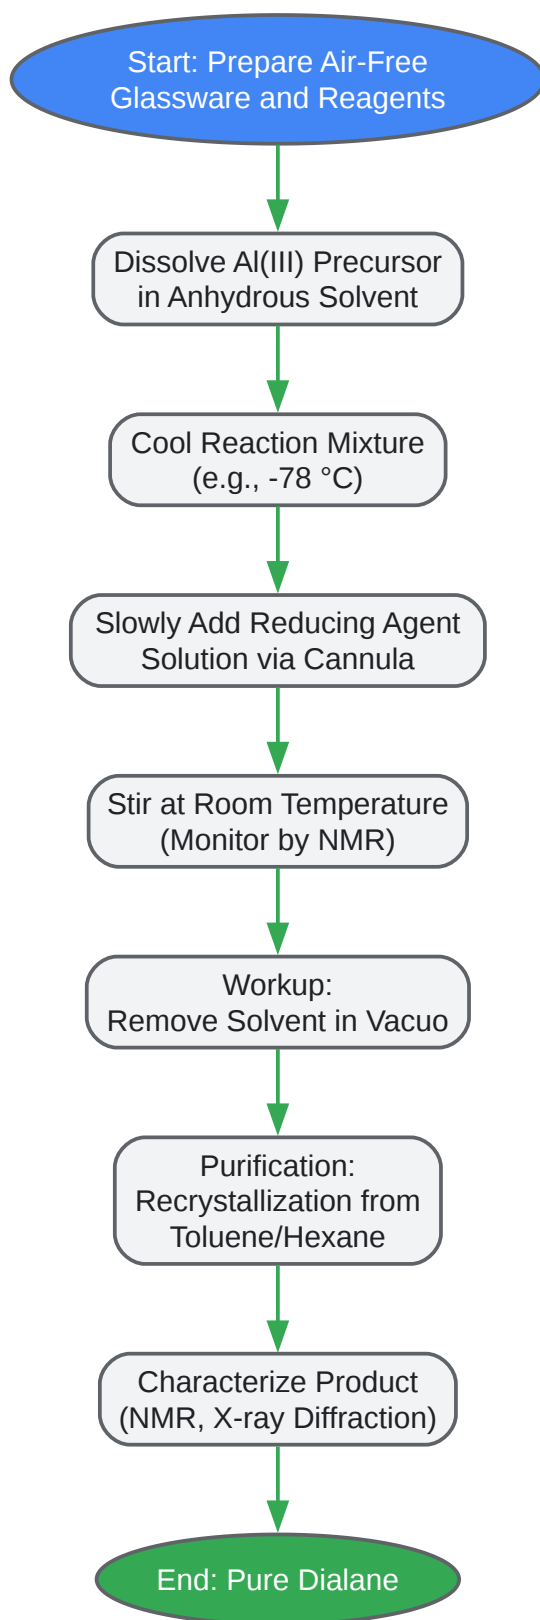 Start: Prepare Air-Free
Glassware and Reagents
Dissolve Al(III) Precursor
in Anhydrous Solvent
Cool Reaction Mixture
(e.g., -78 °C)
Slowly Add Reducing Agent
Solution via Cannula
Stir at Room Temperature
(Monitor by NMR)
Workup:
Remove Solvent in Vacuo
Purification:
Recrystallization from
Toluene/Hexane
Characterize Product
(NMR, X-ray Diffraction)
End: Pure Dialane